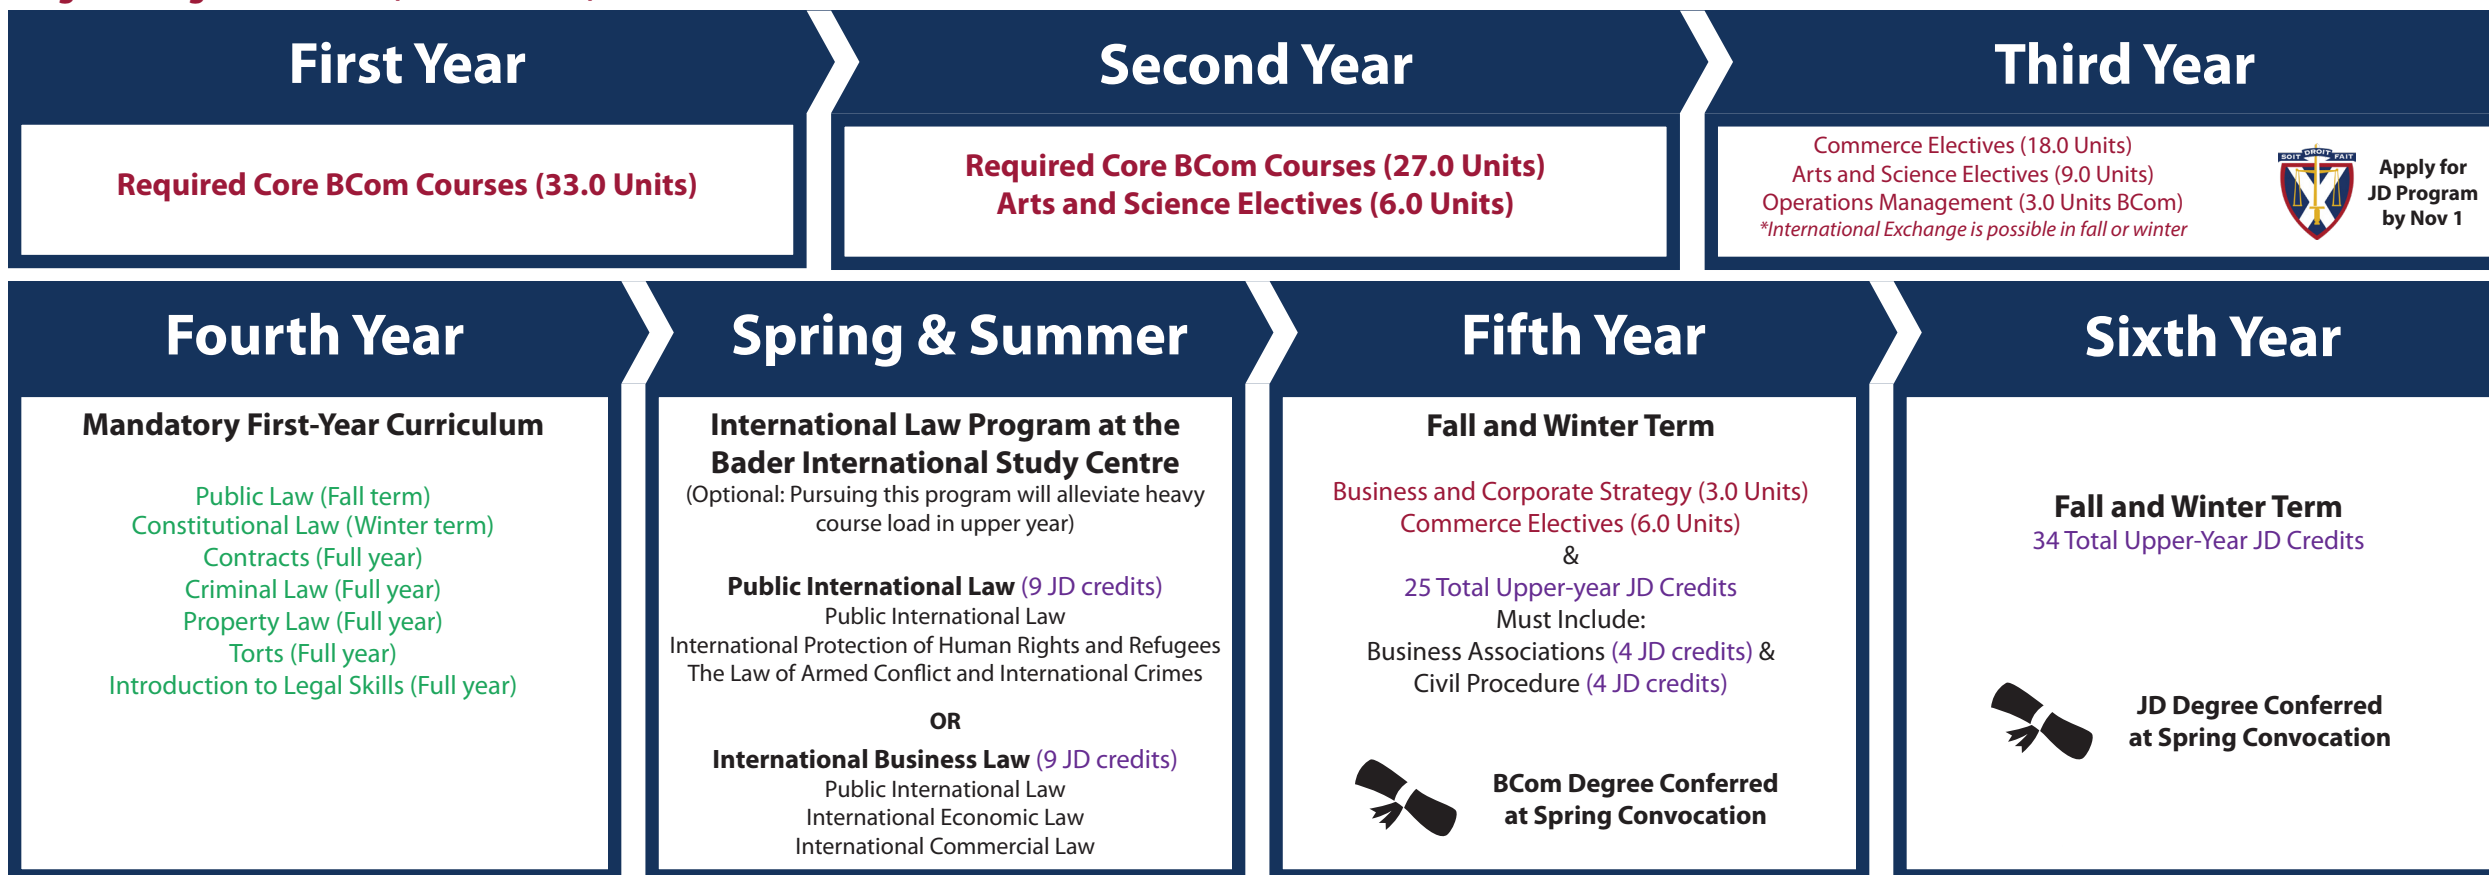 First Year
Second Year
Third Year
Required Core BCom Courses (33.0 Units)
Required Core BCom Courses (27.0 Units)
Arts and Science Electives (6.0 Units)
Commerce Electives (18.0 Units)
Arts and Science Electives (9.0 Units)
Operations Management (3.0 Units BCom)
*International Exchange is possible in fall or winter
SOIT DROIT FAIT
Apply for
JD Program
by Nov 1
Fourth Year
Spring & Summer
Fifth Year
Sixth Year
Mandatory First-Year Curriculum
Public Law (Fall term)
Constitutional Law (Winter term)
Contracts (Full year)
Criminal Law (Full year)
Property Law (Full year)
Torts (Full year)
Introduction to Legal Skills (Full year)
International Law Program at the
Bader International Study Centre
(Optional: Pursuing this program will alleviate heavy
course load in upper year)
Public International Law (9 JD credits)
Public International Law
International Protection of Human Rights and Refugees
The Law of Armed Conflict and International Crimes
OR
International Business Law (9 JD credits)
Public International Law
International Economic Law
International Commercial Law
Fall and Winter Term
Business and Corporate Strategy (3.0 Units)
Commerce Electives (6.0 Units)
&
25 Total Upper-year JD Credits
Must Include:
Business Associations (4 JD credits) &
Civil Procedure (4 JD credits)
BCom Degree Conferred
at Spring Convocation
Fall and Winter Term
34 Total Upper-Year JD Credits
JD Degree Conferred
at Spring Convocation